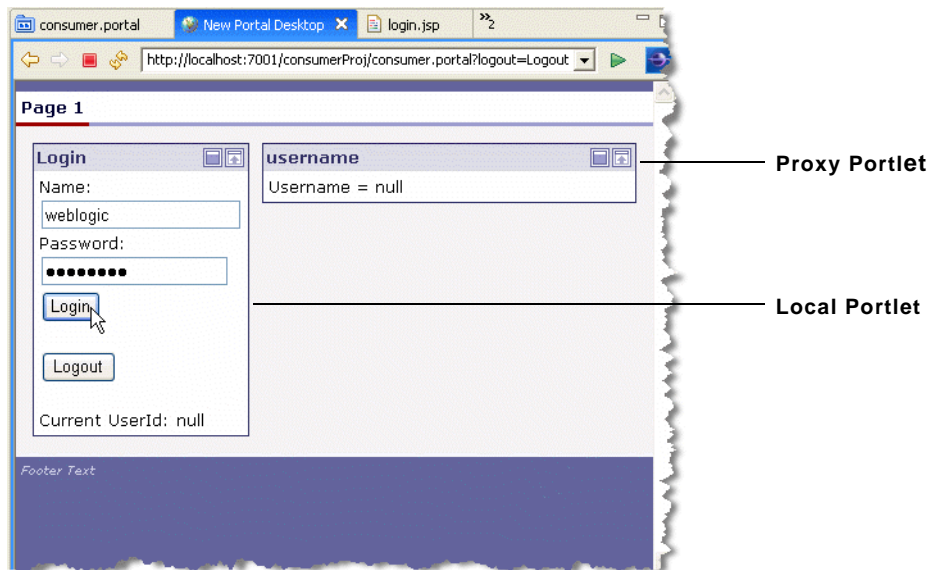 consumer.portal
New Portal Desktop
login.jsp
»2
http://localhost:7001/consumerProj/consumer.portal?logout=Logout
Page 1
Login
username
Proxy Portlet
Name:
Username = null
weblogic
Password:
••••••••
Login
Local Portlet
Logout
Current UserId: null
Footer Text